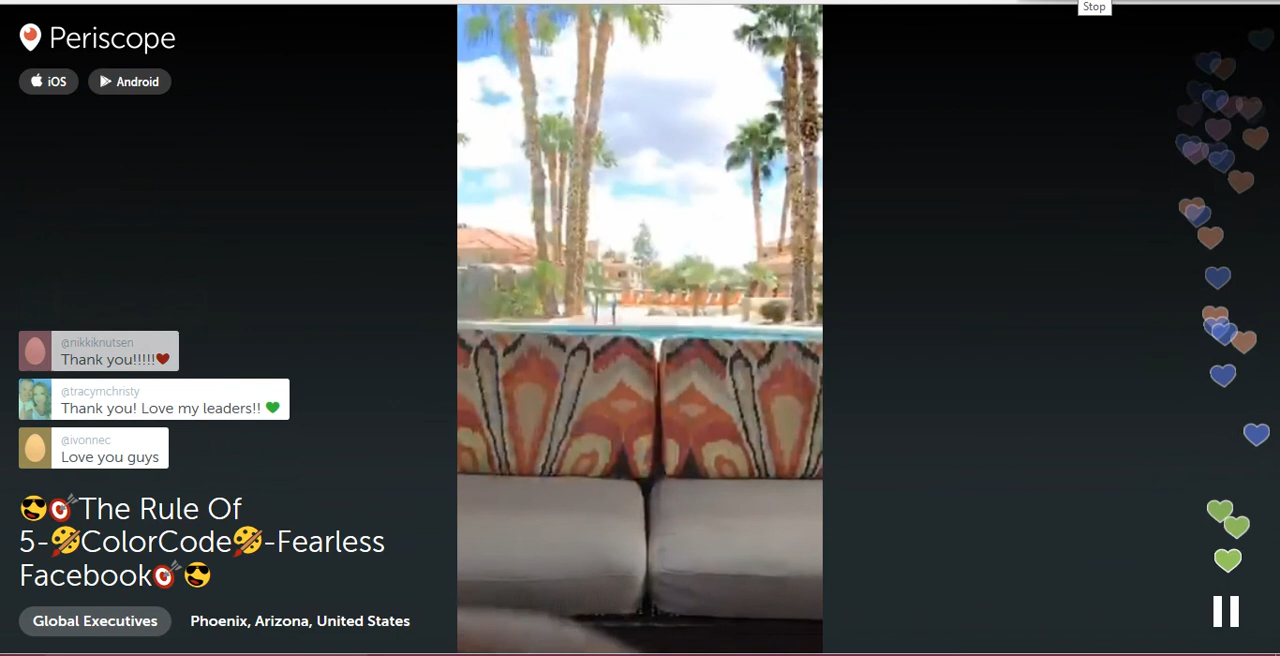 Stop
Periscope
iOS
Android
@nikkiknutsen
Thank you!!!!!❤
@tracymchristy
Thank you! Love my leaders!! 💚
@ivonnec
Love you guys
😎🎯The Rule Of
5-🎨ColorCode🎨-Fearless
Facebook🎯😎
Global Executives
Phoenix, Arizona, United States